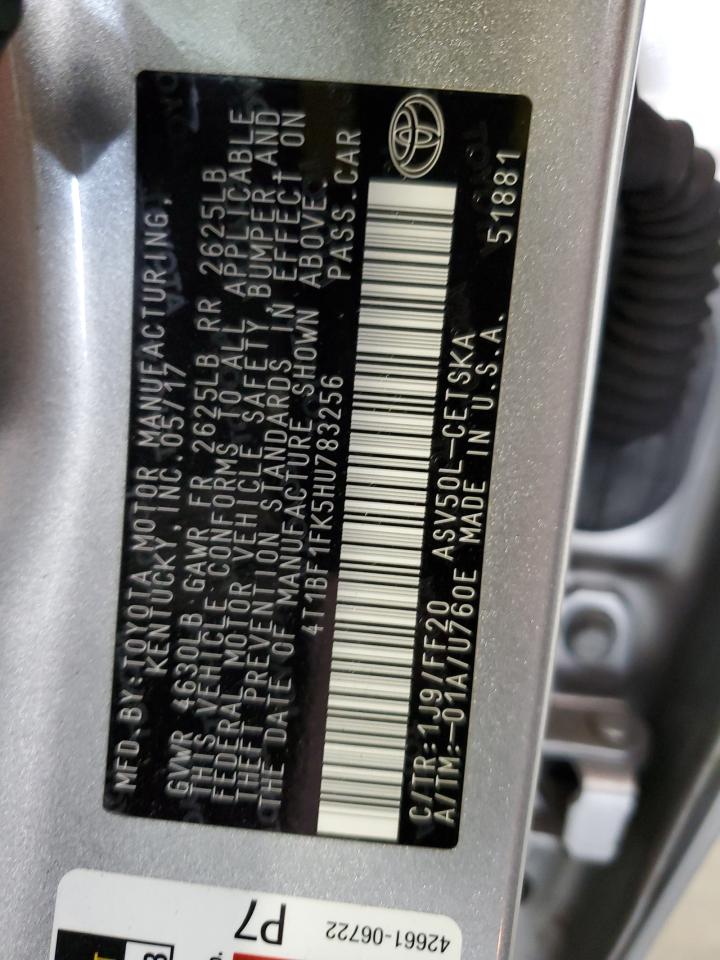 MFD.BY:TOYOTA MOTOR MANUFACTURING,
KENTUCKY, INC.05/17
GVWR 4630LB GAWR FR 2625LB RR 2625LB
THIS VEHICLE CONFORMS TO ALL APPLICABLE
FEDERAL MOTOR VEHICLE SAFETY BUMPER,AND
THEFT PREVENTION STANDARDS IN EFFECT ON
THE DATE OF MANUFACTURE SHOWN ABOVE.
4T1BF1FK5HU783256 PASS.CAR
C/TR:1J9/FF20 ASV50L-CETSKA
A/TM:-01A/U760E MADE IN U.S.A. 51881
P7
42661-06722